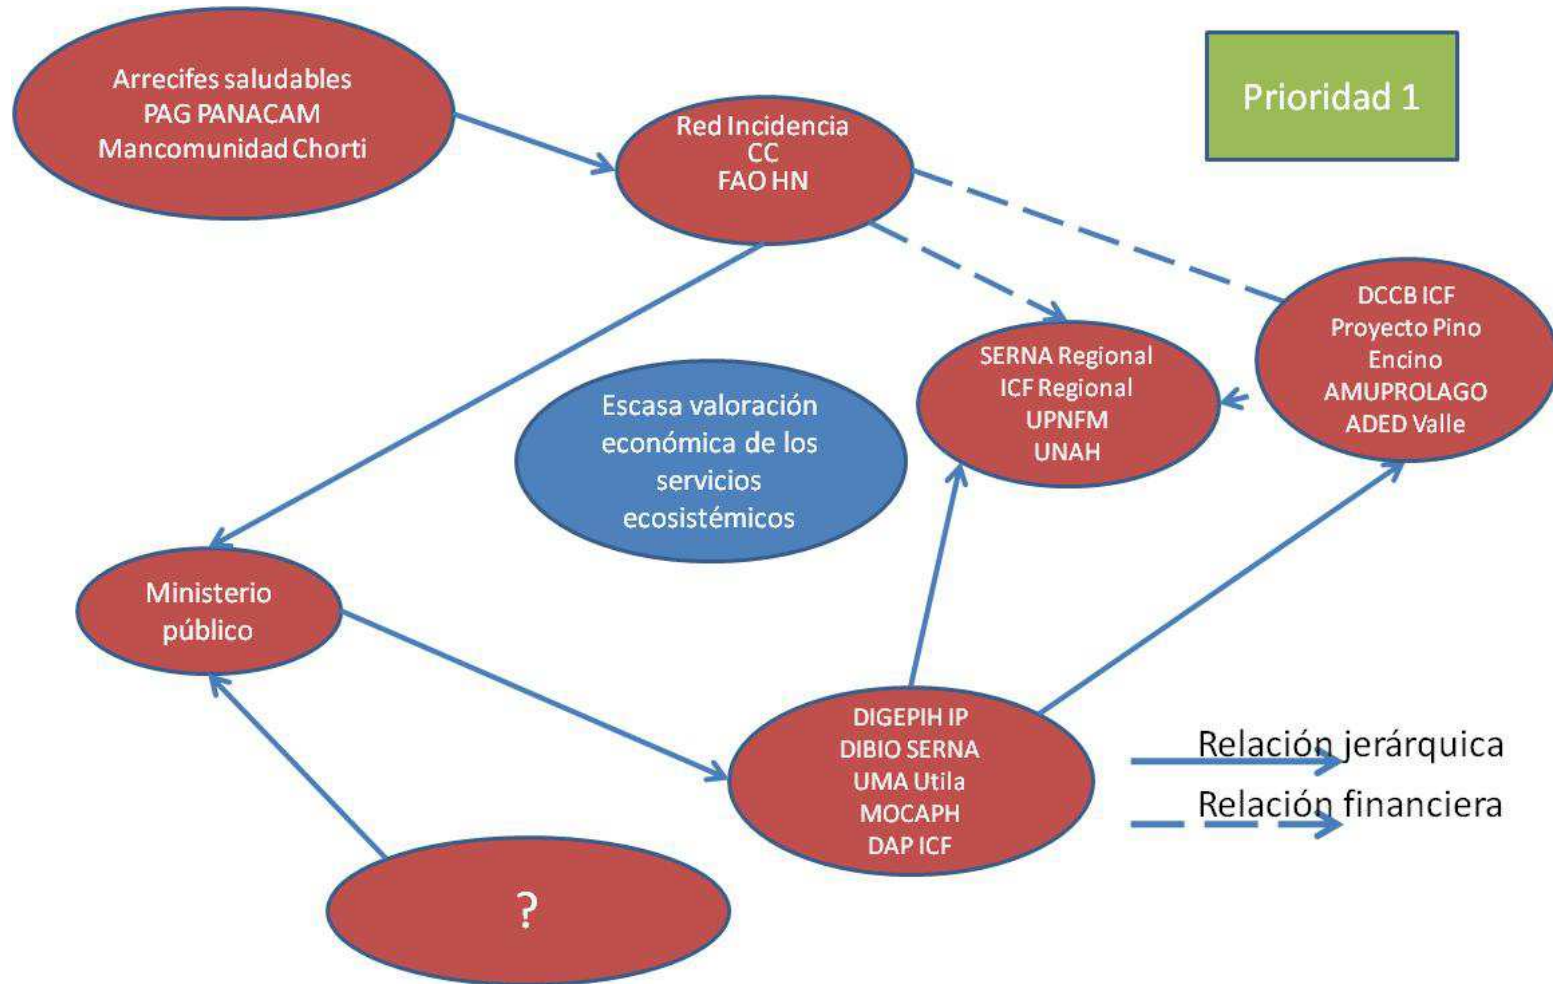 Arrecifes saludables
PAG PANACAM
Mancomunidad Chorti
Red Incidencia
CC
FAO HN
Prioridad 1
DCCB ICF
Proyecto Pino
Encino
AMUPROLAGO
ADED Valle
SERNA Regional
ICF Regional
UPNFM
UNAH
Escasa valoración
económica de los
servicios
ecosistémicos
Ministerio
público
DIGEPIH IP
DIBIO SERNA
UMA Utila
MOCAPH
DAP ICF
Relación jerárquica
Relación financiera
?